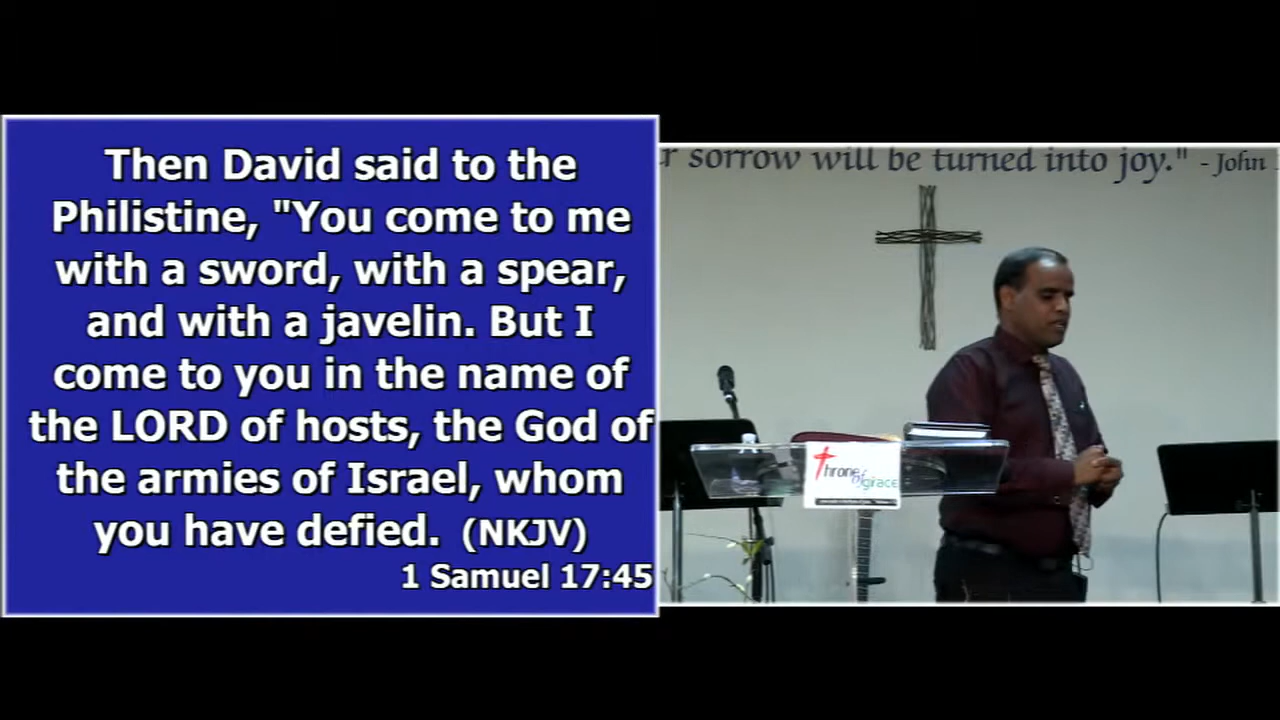 Then David said to the
Philistine, "You come to me
with a sword, with a spear,
and with a javelin. But I
come to you in the name of
the LORD of hosts, the God of
the armies of Israel, whom
you have defied. (NKJV)
1 Samuel 17:45
r sorrow will be turned into joy." - John
Throne
of grace